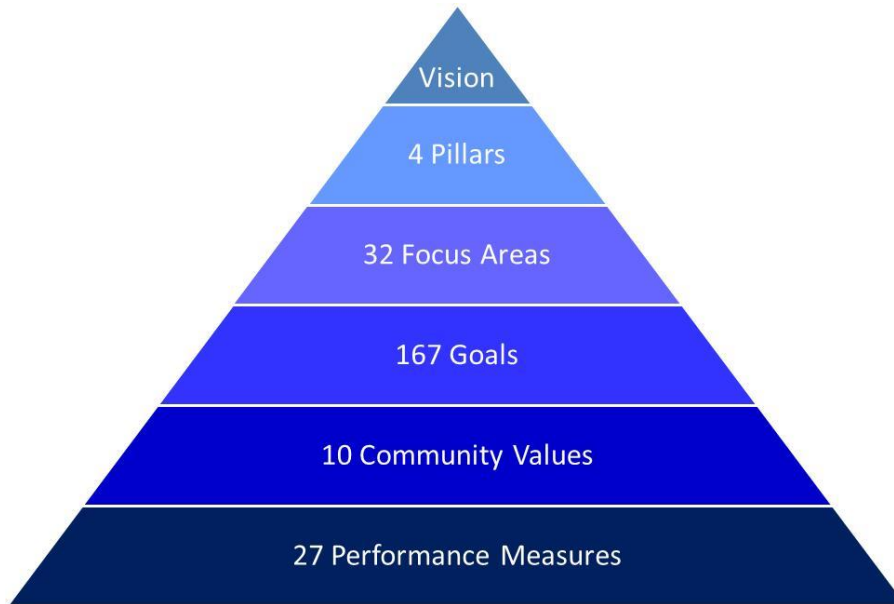 Vision
4 Pillars
32 Focus Areas
167 Goals
10 Community Values
27 Performance Measures